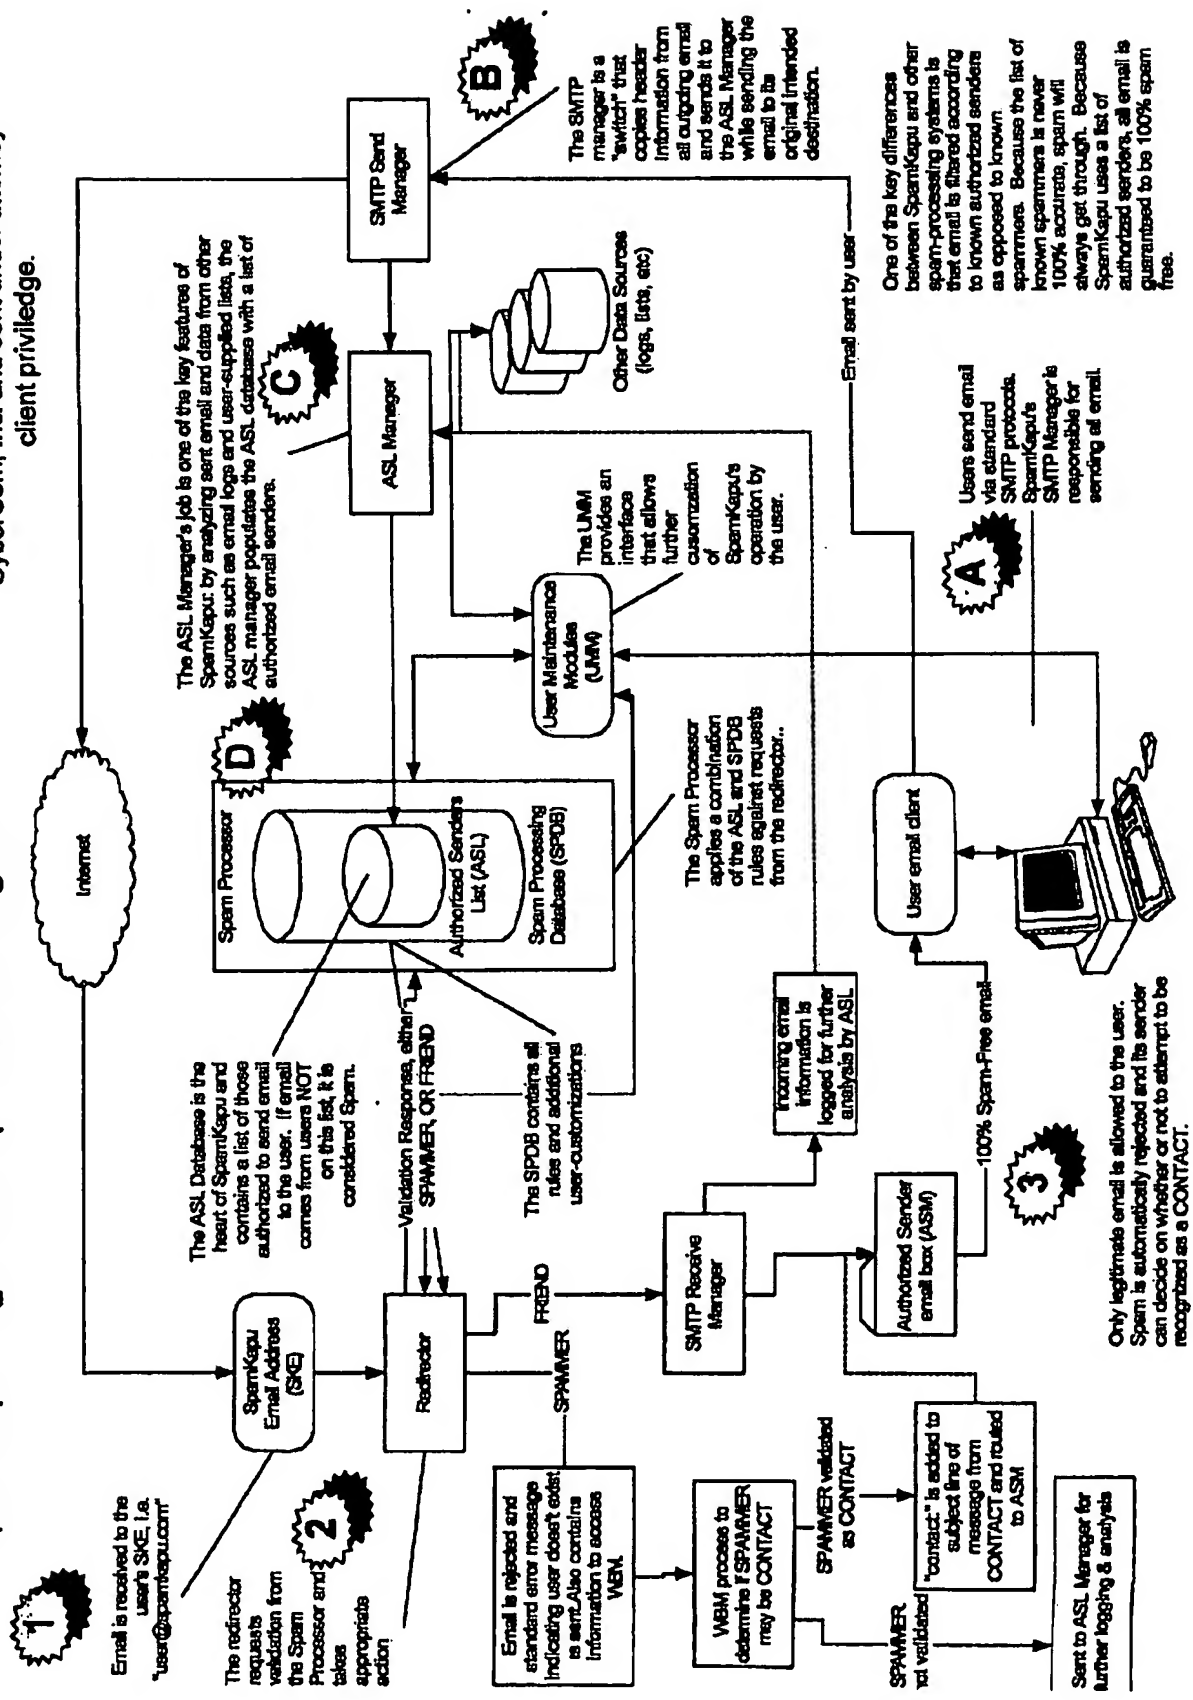 client priviledge.
Internet
SMTP Send
Manager
B
The SMTP
manager is a
"switch" that
copies header
information from
all outgoing email
and sends it to
the ASL Manager
while sending the
email to its
original intended
destination.
The ASL Manager's job is one of the key features of
SpamKapu: by analyzing sent email and data from other
sources such as email logs and user-supplied lists, the
ASL manager populates the ASL database with a list of
authorized email senders.
C
ASL Manager
Other Data Sources
(logs, lists, etc)
One of the key differences
between SpamKapu and other
spam-processing systems is
that email is filtered according
to known authorized senders
as opposed to known
spammers. Because the list of
known spammers is never
100% accurate, spam will
always get through. Because
SpamKapu uses a list of
authorized senders, all email is
guaranteed to be 100% spam
free.
D
Spam Processor
Authorized Senders
List (ASL)
Spam Processing
Database (SPDB)
User Maintenance
Modules
(UMM)
The UMM
provides an
interface
that allows
further
cusomzation
of
SpamKapu's
operation by
the user.
Email sent by user
A
Users send email
via standard
SMTP protocols.
SpamKapu's
SMTP Manager is
responsible for
sending all email.
The Spam Processor
applies a combination
of the ASL and SPDB
rules against requests
from the redirector..
User email client
The ASL Database is the
heart of SpamKapu and
contains a list of those
authorized to send email
to the user. If email
comes from users NOT
on this list, it is
considered Spam.
Validation Response, either
SPAMMER, OR FRIEND
The SPDB contains all
rules and additional
user-customizations
Incoming email
information is
logged for further
analysis by ASL
100% Spam-Free email
3
Only legitimate email is allowed to the user.
Spam is automatically rejected and its sender
can decide on whether or not to attempt to be
recognized as a CONTACT.
1
Email is received to the
user's SKE, i.e.
"user@spamkapu.com"
SpamKapu
Email Address
(SKE)
2
The redirector
requests
validation from
the Spam
Processor and
takes
appropriate
action
Redirector
FRIEND
SPAMMER
SMTP Receive
Manager
Authorized Sender
email box (ASM)
Email is rejected and
standard error message
indicating user doesn't exist
is sent.Also contains
information to access
WBM.
WBM process to
determine if SPAMMER
may be CONTACT
SPAMMER validated
as CONTACT
"contact:" is added to
subject line of
message from
CONTACT and routed
to ASM
SPAMMER
not validated
Sent to ASL Manager for
further logging & analysis